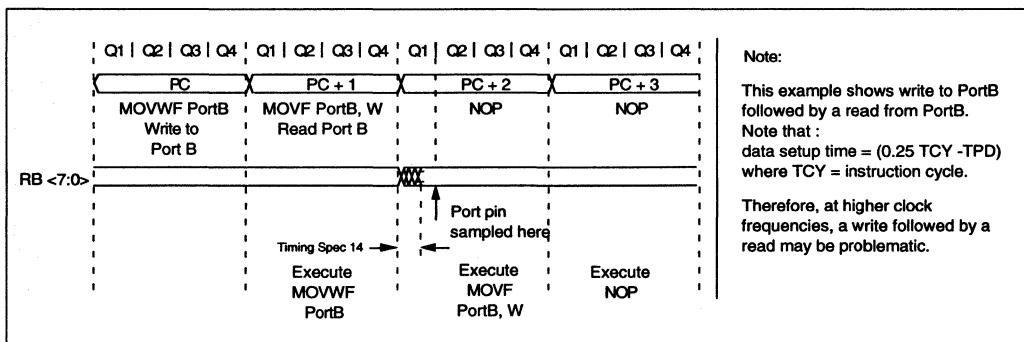 Q1 | Q2 | Q3 | Q4 Q1 | Q2 | Q3 | Q4 Q1 | Q2 | Q3 | Q4 Q1 | Q2 | Q3 | Q4
PC PC + 1 PC + 2 PC + 3
MOVWF PortB
Write to
Port B
MOVF PortB, W
Read Port B
NOP
NOP
RB <7:0>
Port pin
sampled here
Timing Spec 14
Execute
MOVWF
PortB
Execute
MOVF
PortB, W
Execute
NOP
Note:
This example shows write to PortB
followed by a read from PortB.
Note that :
data setup time = (0.25 TCY -TPD)
where TCY = instruction cycle.
Therefore, at higher clock
frequencies, a write followed by a
read may be problematic.